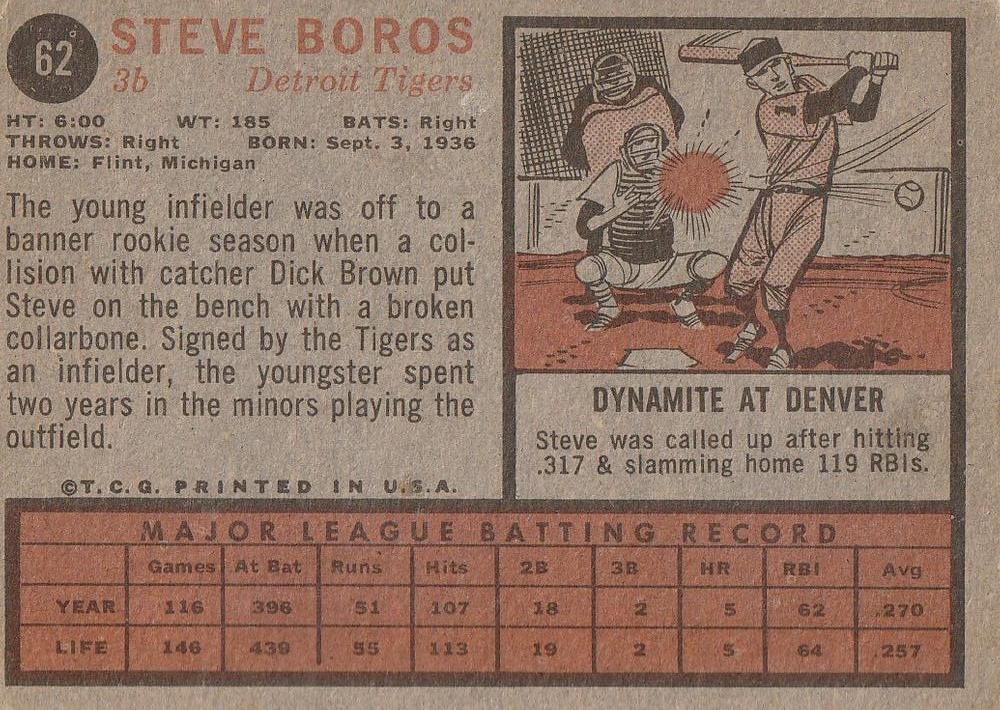 62
STEVE BOROS
3b Detroit Tigers
HT: 6:00 WT: 185 BATS: Right
THROWS: Right BORN: Sept. 3, 1936
HOME: Flint, Michigan
The young infielder was off to a
banner rookie season when a col-
lision with catcher Dick Brown put
Steve on the bench with a broken
collarbone. Signed by the Tigers as
an infielder, the youngster spent
two years in the minors playing the
outfield.
©T.C.G. PRINTED IN U.S.A.
1
DYNAMITE AT DENVER
Steve was called up after hitting
.317 & slamming home 119 RBIs.
MAJOR LEAGUE BATTING RECORD
Games At Bat Runs Hits 2B 3B HR RBI Avg
YEAR 116 396 51 107 18 2 5 62 .270
LIFE 146 439 55 113 19 2 5 64 .257